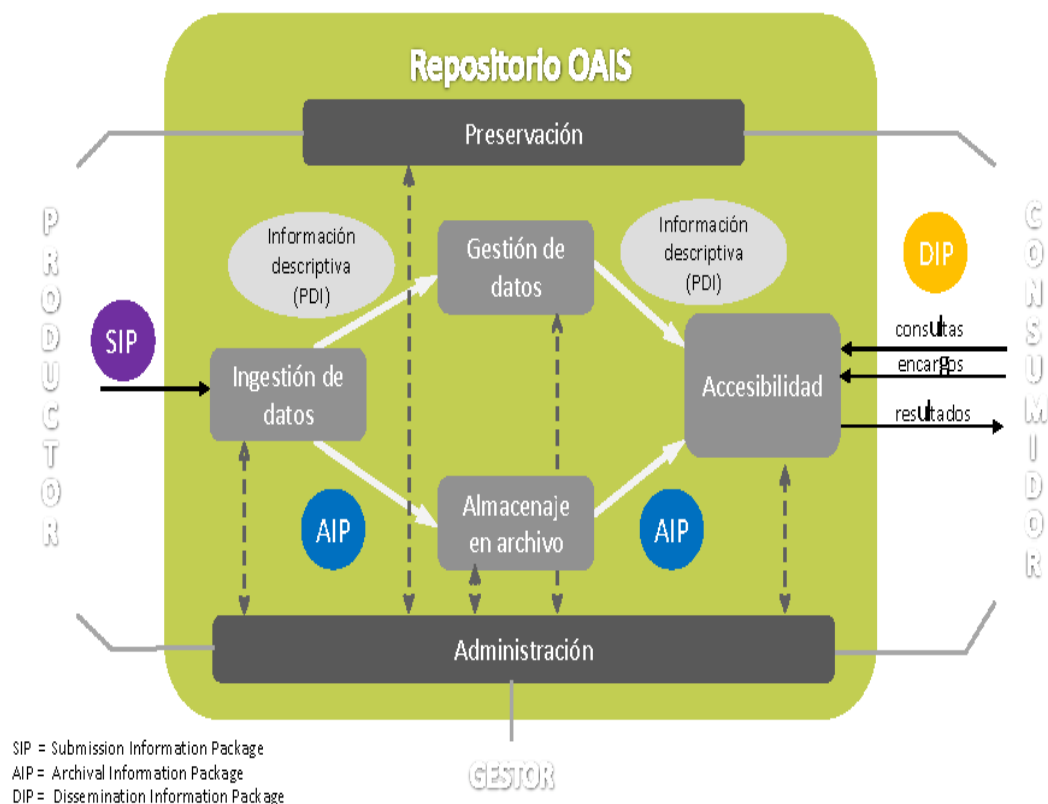 Repositorio OAIS
Preservación
PRODUCTOR
CONSUMIDOR
Información
descriptiva
(PDI)
Gestión de
datos
Información
descriptiva
(PDI)
DIP
SIP
Ingestión de
datos
Accesibilidad
consultas
encargos
resultados
AIP
Almacenaje
en archivo
AIP
Administración
GESTOR
SIP = Submission Information Package
AIP = Archival Information Package
DIP = Dissemination Information Package